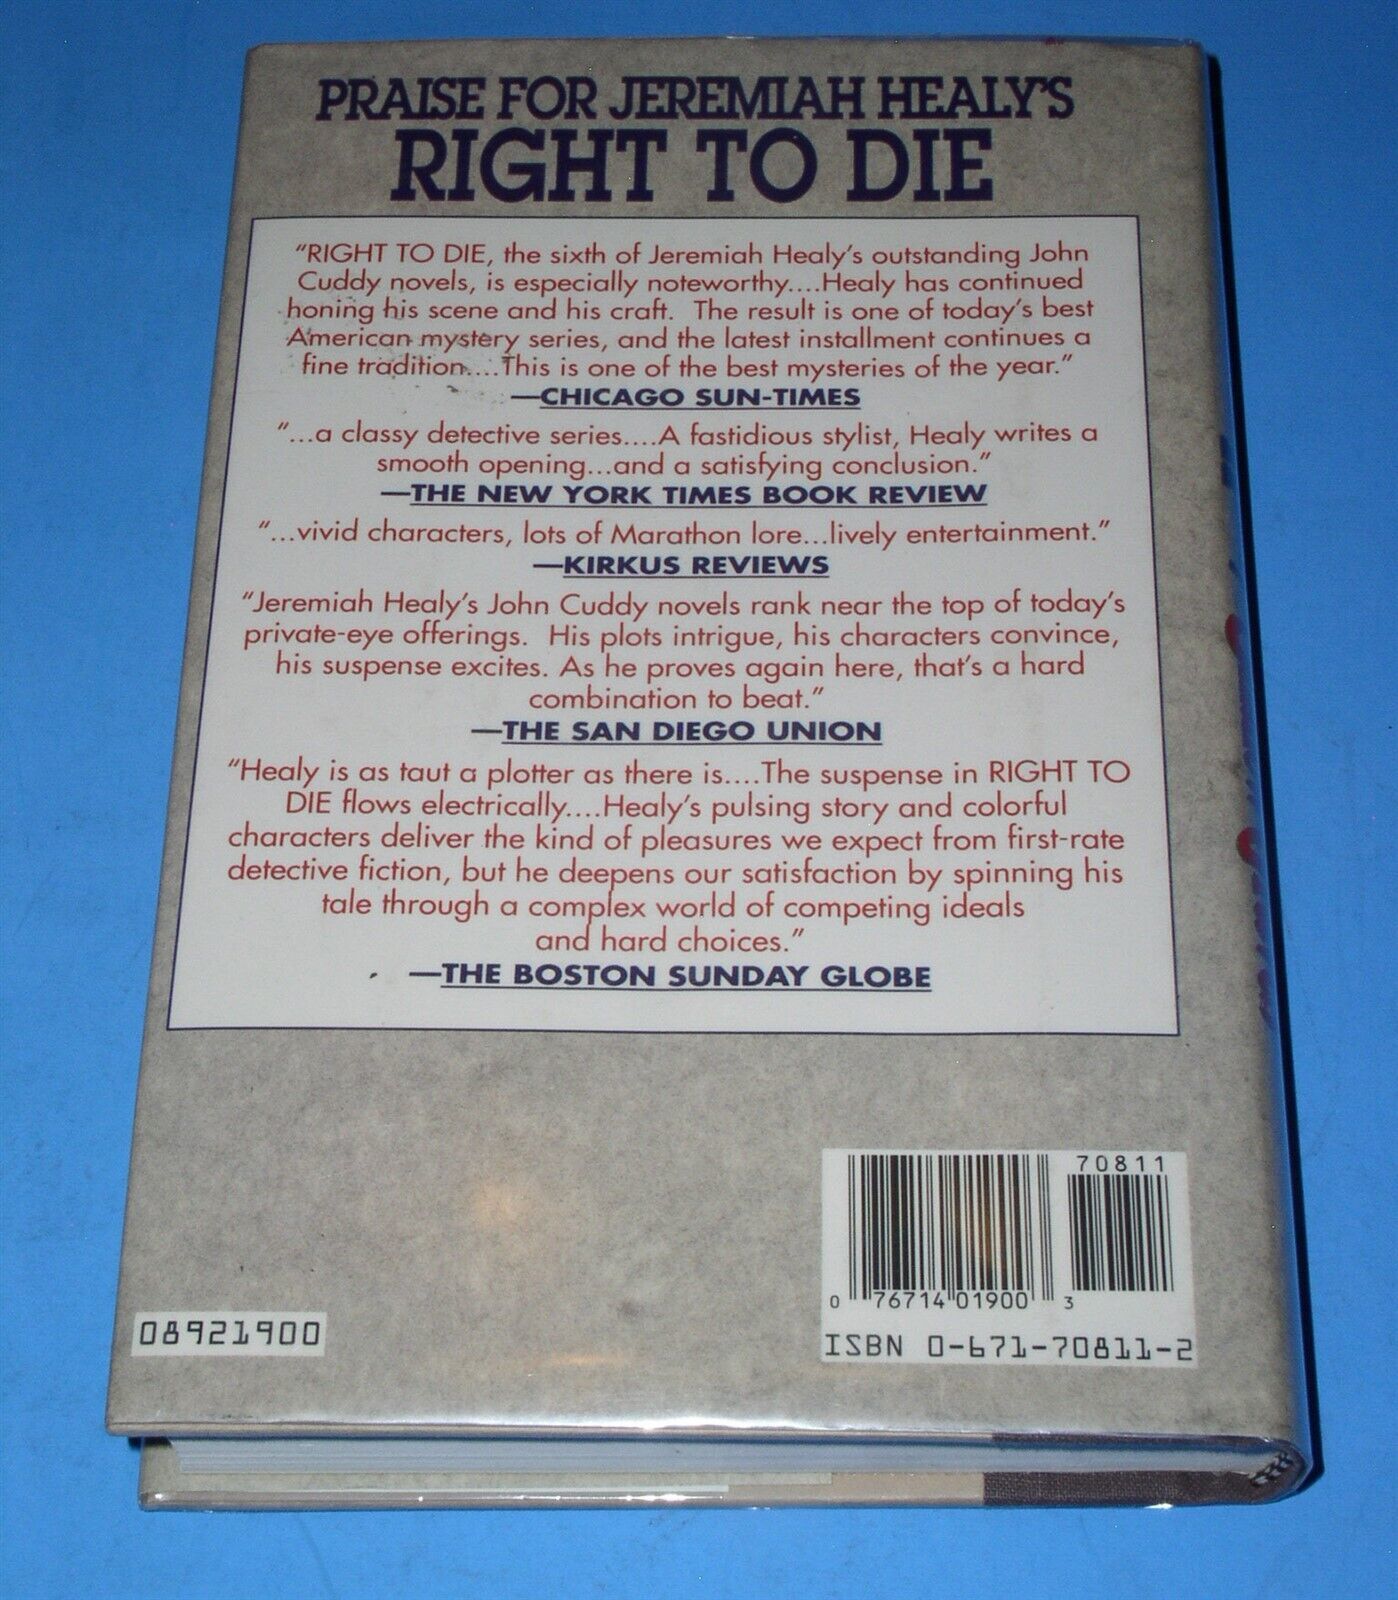 PRAISE FOR JEREMIAH HEALY'S
RIGHT TO DIE
"RIGHT TO DIE, the sixth of Jeremiah Healy's outstanding John
Cuddy novels, is especially noteworthy....Healy has continued
honing his scene and his craft. The result is one of today's best
American mystery series, and the latest installment continues a
fine tradition....This is one of the best mysteries of the year."
—CHICAGO SUN-TIMES
"...a classy detective series....A fastidious stylist, Healy writes a
smooth opening...and a satisfying conclusion."
—THE NEW YORK TIMES BOOK REVIEW
"...vivid characters, lots of Marathon lore...lively entertainment."
—KIRKUS REVIEWS
"Jeremiah Healy's John Cuddy novels rank near the top of today's
private-eye offerings. His plots intrigue, his characters convince,
his suspense excites. As he proves again here, that's a hard
combination to beat."
—THE SAN DIEGO UNION
"Healy is as taut a plotter as there is....The suspense in RIGHT TO
DIE flows electrically....Healy's pulsing story and colorful
characters deliver the kind of pleasures we expect from first-rate
detective fiction, but he deepens our satisfaction by spinning his
tale through a complex world of competing ideals
and hard choices."
—THE BOSTON SUNDAY GLOBE
70811
0 76714 01900 3
ISBN 0-671-70811-2
08921900